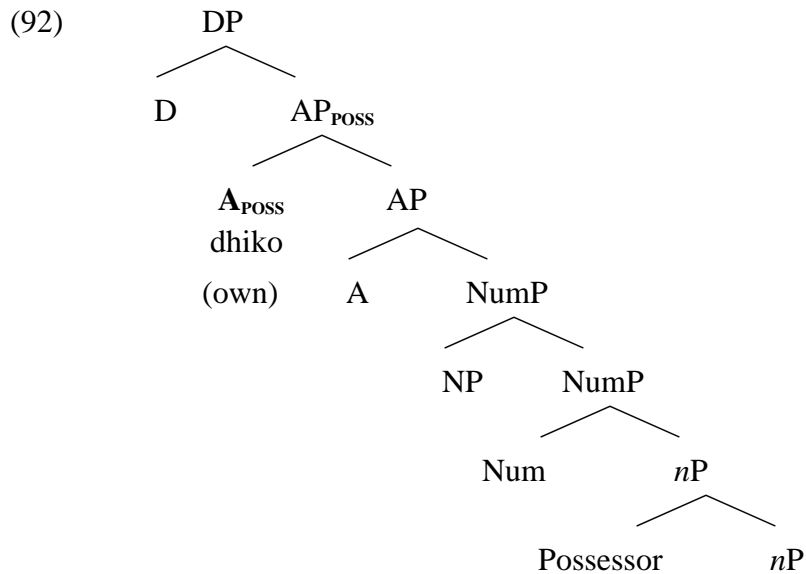 (92) DP
D AP_POSS
A_POSS AP
dhiko
(own) A NumP
NP NumP
Num nP
Possessor nP